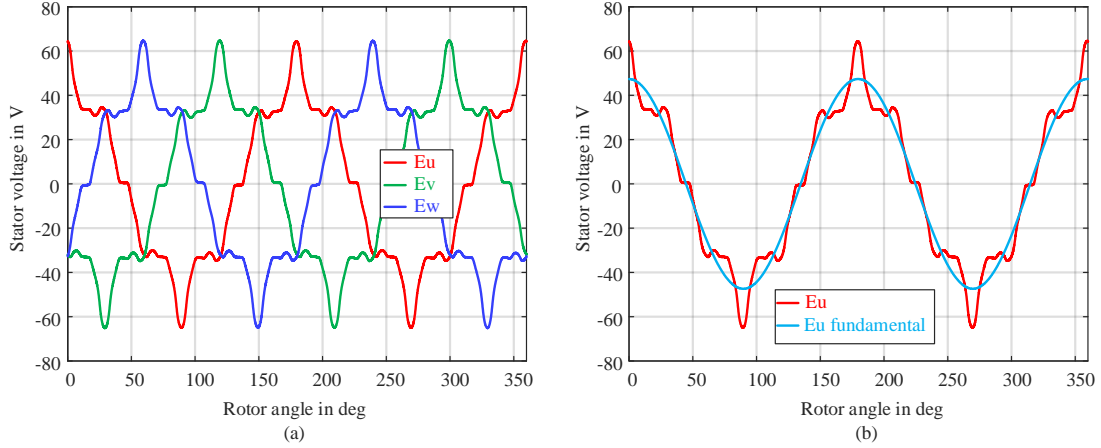 80
60
40
20
0
-20
-40
-60
-80
Stator voltage in V
0 50 100 150 200 250 300 350
Rotor angle in deg
Eu
Ev
Ew
(a)
80
60
40
20
0
-20
-40
-60
-80
Stator voltage in V
0 50 100 150 200 250 300 350
Rotor angle in deg
Eu
Eu fundamental
(b)